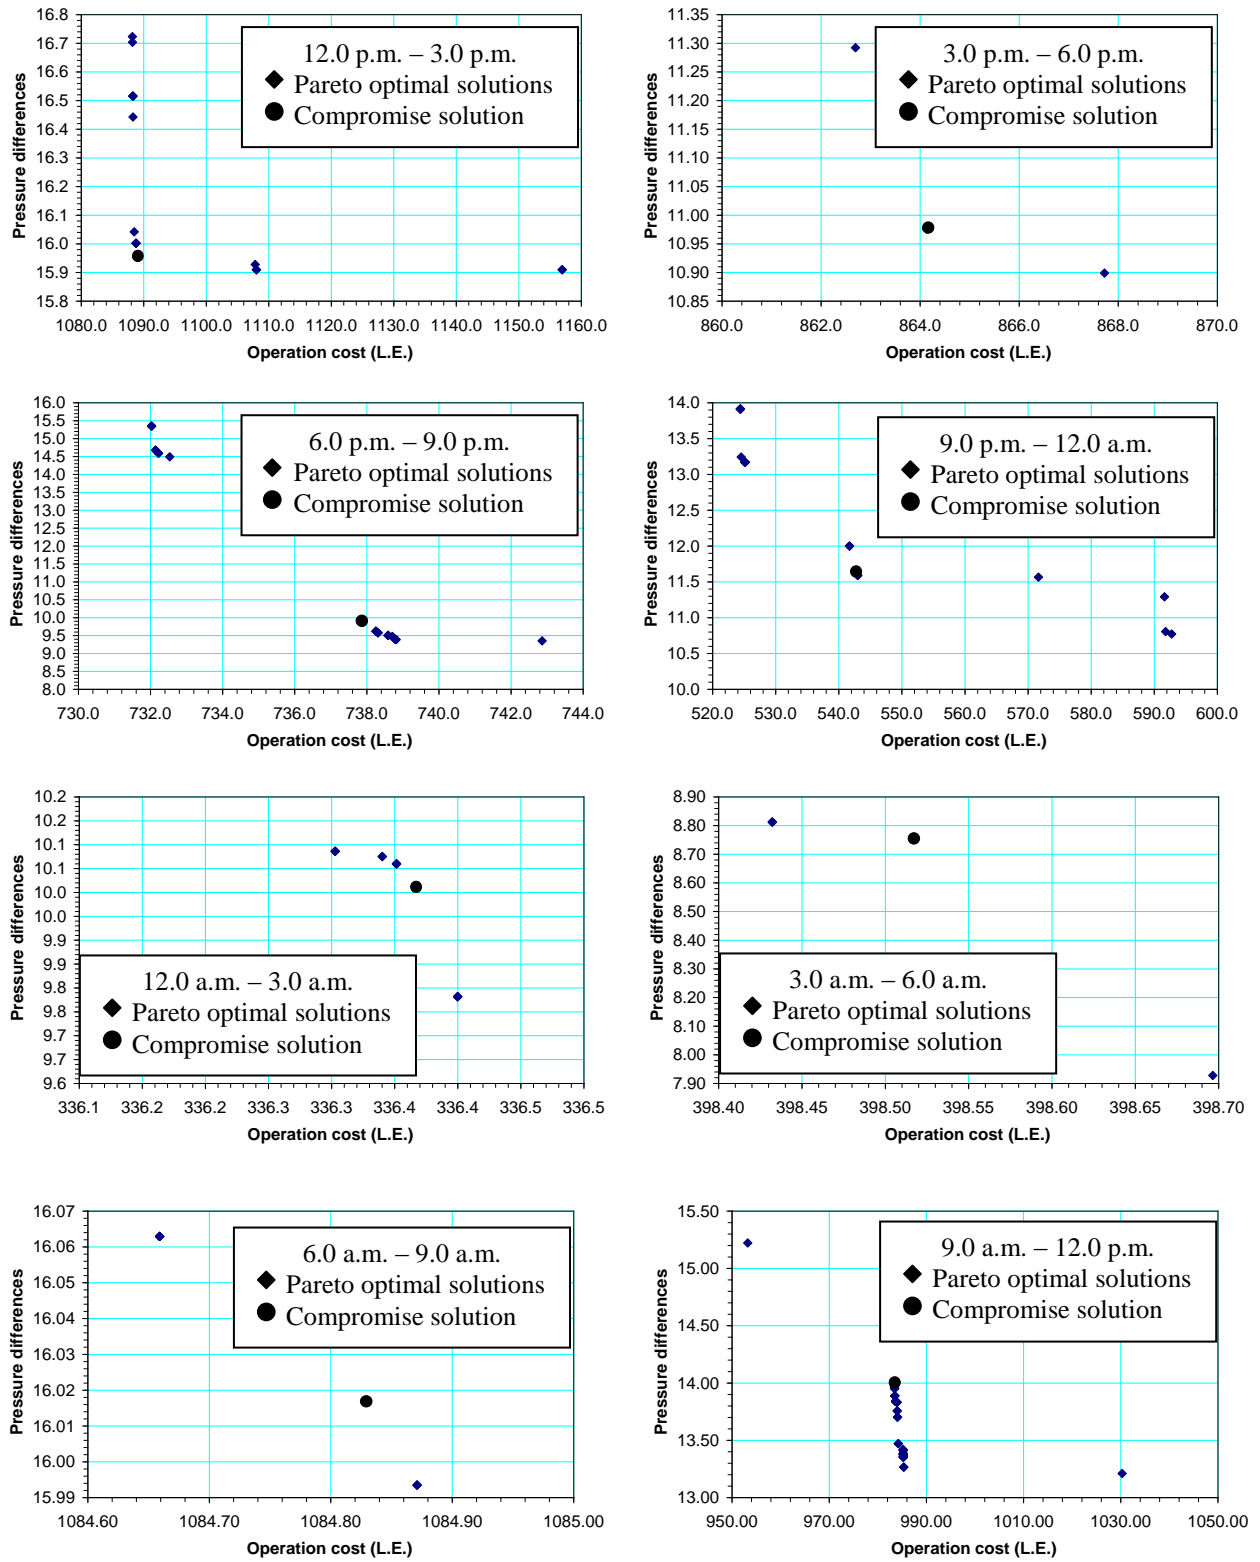 16.8
16.7
16.6
16.5
16.4
16.3
16.2
16.1
16.0
15.9
15.8
Pressure differences
12.0 p.m. – 3.0 p.m.
Pareto optimal solutions
Compromise solution
1080.0 1090.0 1100.0 1110.0 1120.0 1130.0 1140.0 1150.0 1160.0
Operation cost (L.E.)
11.35
11.30
11.25
11.20
11.15
11.10
11.05
11.00
10.95
10.90
10.85
Pressure differences
3.0 p.m. – 6.0 p.m.
Pareto optimal solutions
Compromise solution
860.0 862.0 864.0 866.0 868.0 870.0
Operation cost (L.E.)
16.0
15.5
15.0
14.5
14.0
13.5
13.0
12.5
12.0
11.5
11.0
10.5
10.0
9.5
9.0
8.5
8.0
Pressure differences
6.0 p.m. – 9.0 p.m.
Pareto optimal solutions
Compromise solution
730.0 732.0 734.0 736.0 738.0 740.0 742.0 744.0
Operation cost (L.E.)
14.0
13.5
13.0
12.5
12.0
11.5
11.0
10.5
10.0
Pressure differences
9.0 p.m. – 12.0 a.m.
Pareto optimal solutions
Compromise solution
520.0 530.0 540.0 550.0 560.0 570.0 580.0 590.0 600.0
Operation cost (L.E.)
10.2
10.2
10.1
10.1
10.0
10.0
9.9
9.9
9.8
9.8
9.7
9.7
9.6
Pressure differences
12.0 a.m. – 3.0 a.m.
Pareto optimal solutions
Compromise solution
336.1 336.2 336.2 336.3 336.3 336.4 336.4 336.5 336.5
Operation cost (L.E.)
8.90
8.80
8.70
8.60
8.50
8.40
8.30
8.20
8.10
8.00
7.90
Pressure differences
3.0 a.m. – 6.0 a.m.
Pareto optimal solutions
Compromise solution
398.40 398.45 398.50 398.55 398.60 398.65 398.70
Operation cost (L.E.)
16.07
16.06
16.05
16.04
16.03
16.02
16.01
16.00
15.99
Pressure differences
6.0 a.m. – 9.0 a.m.
Pareto optimal solutions
Compromise solution
1084.60 1084.70 1084.80 1084.90 1085.00
Operation cost (L.E.)
15.50
15.00
14.50
14.00
13.50
13.00
Pressure differences
9.0 a.m. – 12.0 p.m.
Pareto optimal solutions
Compromise solution
950.00 970.00 990.00 1010.00 1030.00 1050.00
Operation cost (L.E.)